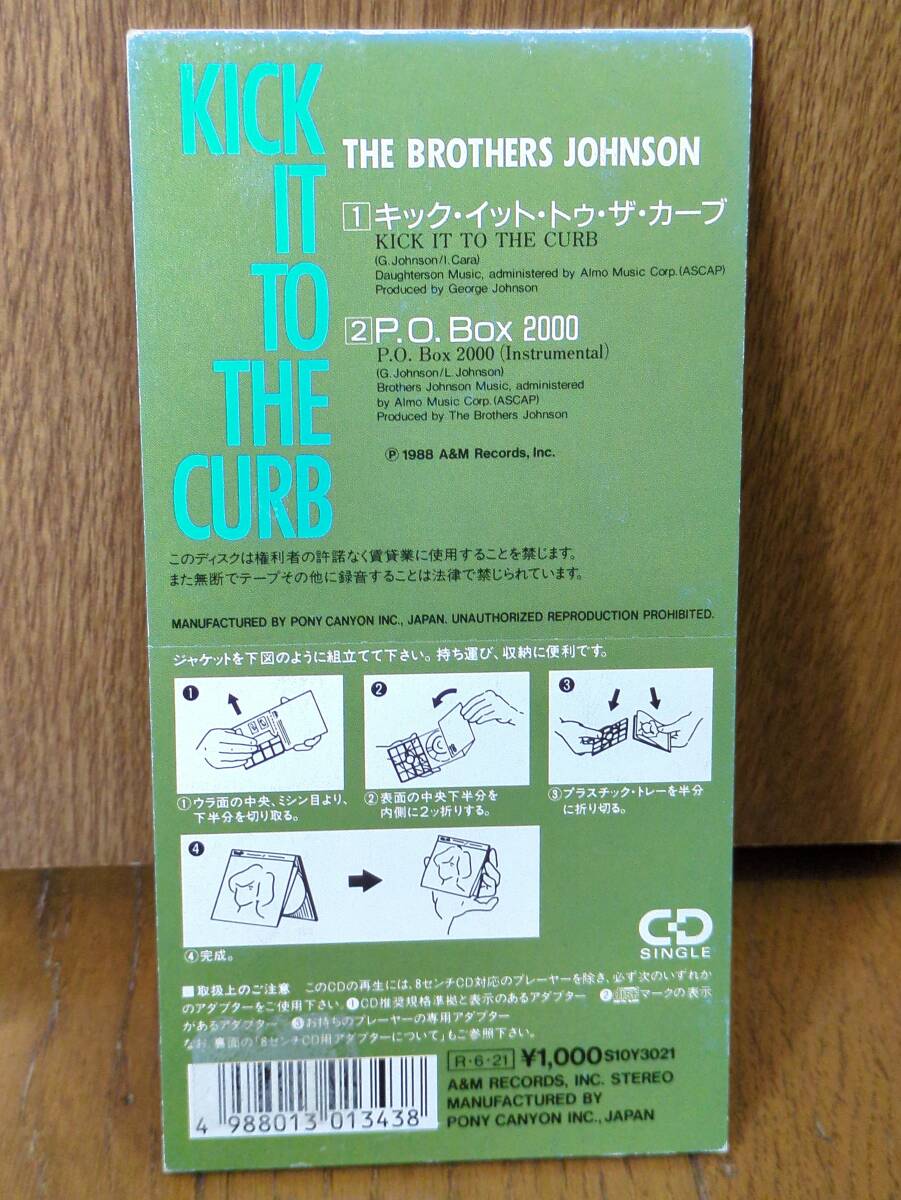 KICK
IT
TO
THE
CURB
THE BROTHERS JOHNSON
1 キック・イット・トゥ・ザ・カーブ
KICK IT TO THE CURB
(G. Johnson/I. Cara)
Daughterson Music, administered by Almo Music Corp. (ASCAP)
Produced by George Johnson
2 P.O. Box 2000
P.O. Box 2000 (Instrumental)
(G. Johnson/L. Johnson)
Brothers Johnson Music, administered
by Almo Music Corp. (ASCAP)
Produced by The Brothers Johnson
Ⓟ 1988 A&M Records, Inc.
このディスクは権利者の許諾なく賃貸業に使用することを禁じます。
また無断でテープその他に録音することは法律で禁じられています。
MANUFACTURED BY PONY CANYON INC., JAPAN. UNAUTHORIZED REPRODUCTION PROHIBITED.
ジャケットを下図のように組立てて下さい。持ち運び、収納に便利です。
❶
❷
❸
①ウラ面の中央、ミシン目より、
下半分を切り取る。
②表面の中央下半分を
内側に2ッ折りする。
③プラスチック・トレーを半分
に折り切る。
❹
④完成。
CD
SINGLE
■取扱上のご注意 このCDの再生には、8センチCD対応のプレーヤーを除き、必ず次のいずれか
のアダプターをご使用下さい。❶CD推奨規格準拠と表示のあるアダプター ❷マークの表示
があるアダプター ❸お持ちのプレーヤーの専用アダプター
なお、裏面の「8センチCD用アダプターについて」もご参照下さい。
R・6・21 ¥1,000 S10Y3021
A&M RECORDS, INC. STEREO
MANUFACTURED BY
PONY CANYON INC., JAPAN
4 988013 013438